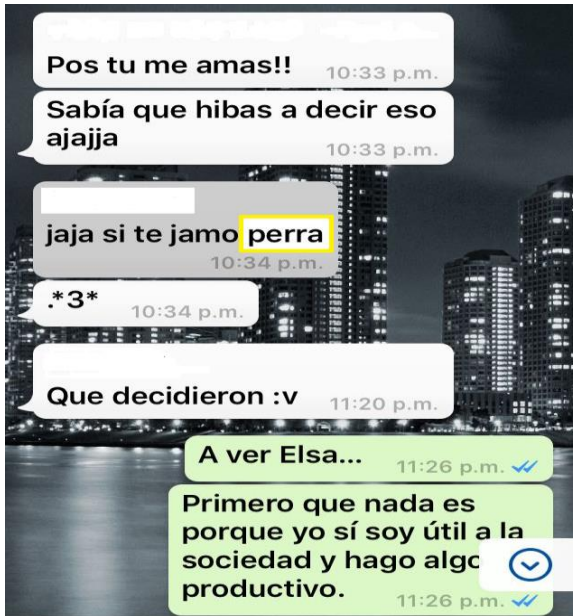 Pos tu me amas!!
10:33 p.m.
Sabía que hibas a decir eso
ajajja
10:33 p.m.
jaja si te jamo perra
10:34 p.m.
.*3*
10:34 p.m.
Que decidieron :v
11:20 p.m.
A ver Elsa...
11:26 p.m.
Primero que nada es
porque yo sí soy útil a la
sociedad y hago algo
productivo.
11:26 p.m.